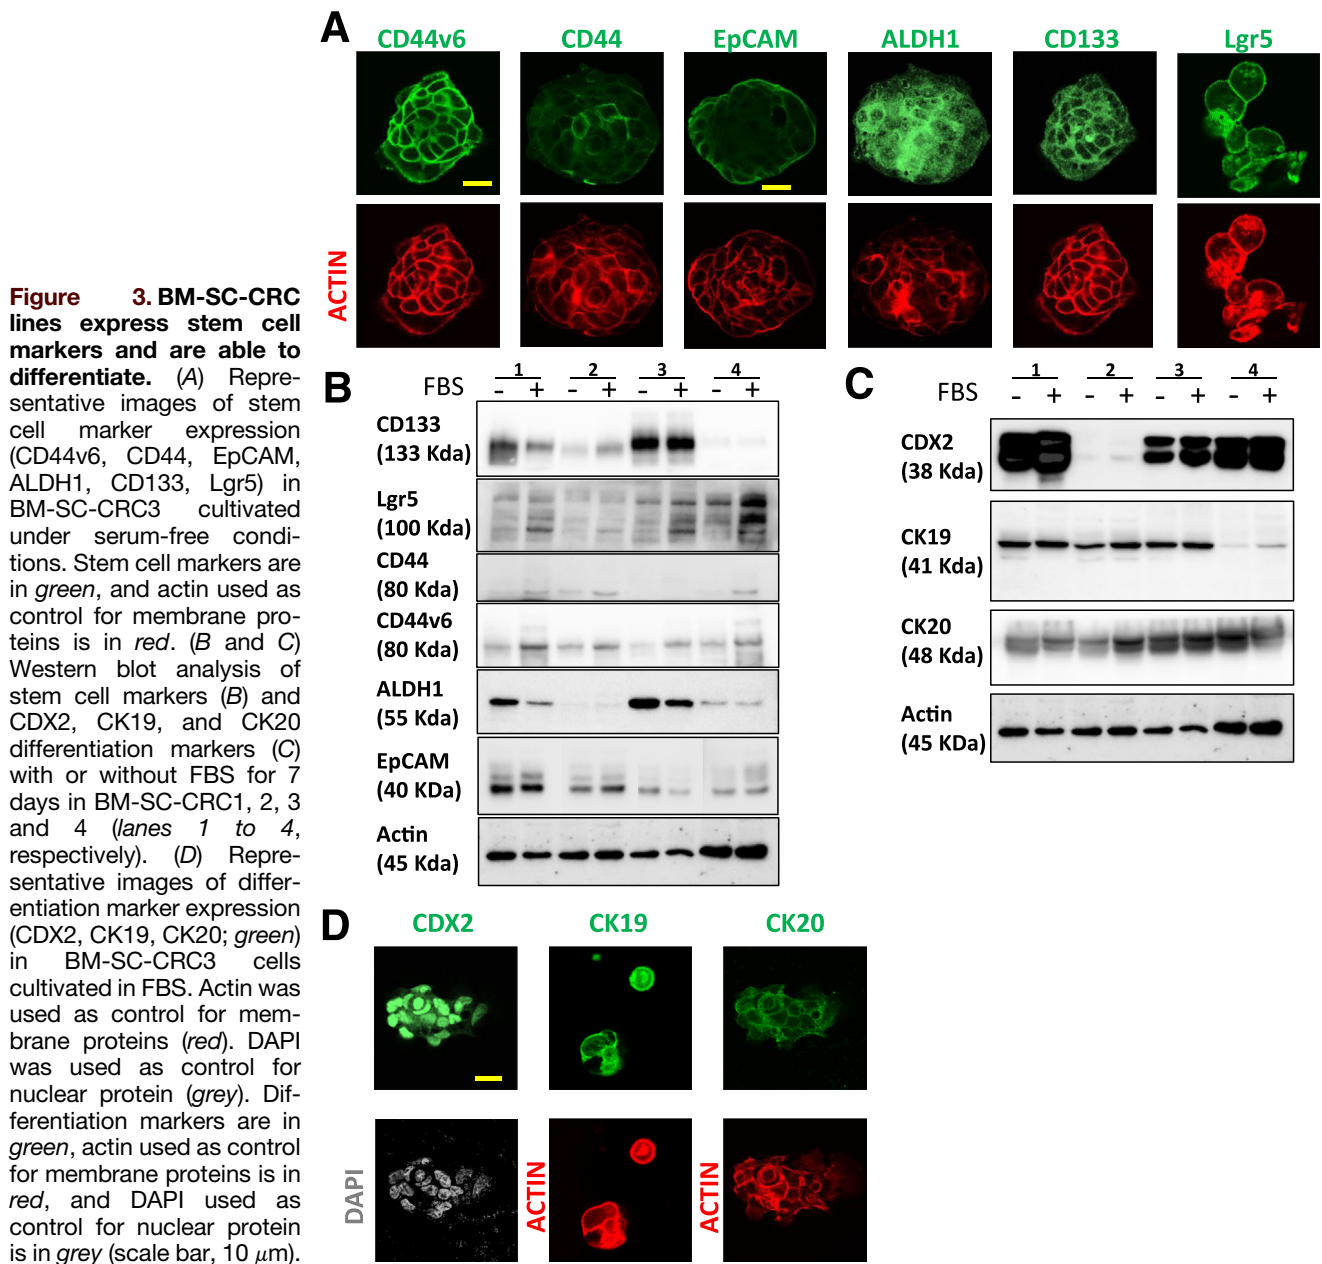 Figure 3. BM-SC-CRC
lines express stem cell
markers and are able to
differentiate. (A) Repre-
sentative images of stem
cell marker expression
(CD44v6, CD44, EpCAM,
ALDH1, CD133, Lgr5) in
BM-SC-CRC3 cultivated
under serum-free condi-
tions. Stem cell markers are
in green, and actin used as
control for membrane pro-
teins is in red. (B and C)
Western blot analysis of
stem cell markers (B) and
CDX2, CK19, and CK20
differentiation markers (C)
with or without FBS for 7
days in BM-SC-CRC1, 2, 3
and 4 (lanes 1 to 4,
respectively). (D) Repre-
sentative images of differ-
entiation marker expression
(CDX2, CK19, CK20; green)
in BM-SC-CRC3 cells
cultivated in FBS. Actin was
used as control for mem-
brane proteins (red). DAPI
was used as control for
nuclear protein (grey). Dif-
ferentiation markers are in
green, actin used as control
for membrane proteins is in
red, and DAPI used as
control for nuclear protein
is in grey (scale bar, 10 μm).
A
CD44v6 CD44 EpCAM ALDH1 CD133 Lgr5
ACTIN
B
1 2 3 4
FBS - + - + - + - +
CD133
(133 Kda)
Lgr5
(100 Kda)
CD44
(80 Kda)
CD44v6
(80 Kda)
ALDH1
(55 Kda)
EpCAM
(40 KDa)
Actin
(45 Kda)
C
1 2 3 4
FBS - + - + - + - +
CDX2
(38 Kda)
CK19
(41 Kda)
CK20
(48 Kda)
Actin
(45 KDa)
D
CDX2 CK19 CK20
DAPI ACTIN ACTIN